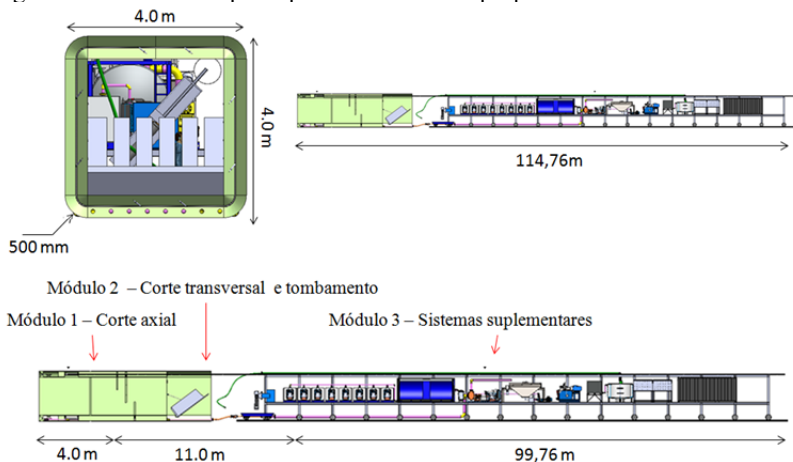 4.0 m
4.0 m
500 mm
114,76m
Módulo 2 – Corte transversal e tombamento
Módulo 1 – Corte axial
Módulo 3 – Sistemas suplementares
4.0 m
11.0 m
99,76 m